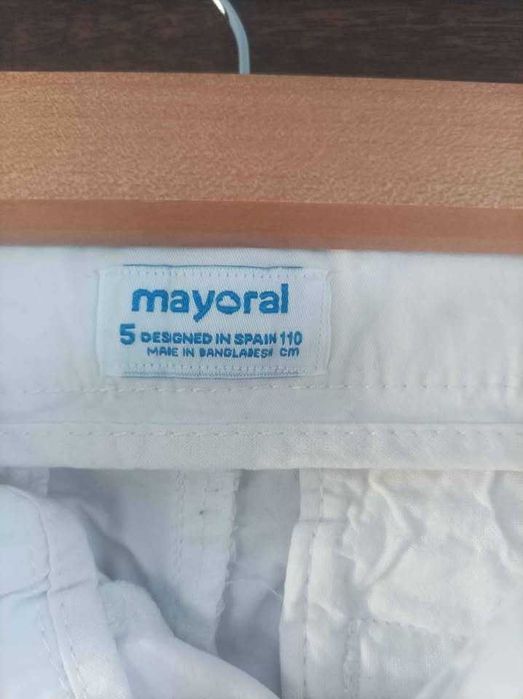 mayoral
5 DESIGNED IN SPAIN 110
MADE IN BANGLADESH cm